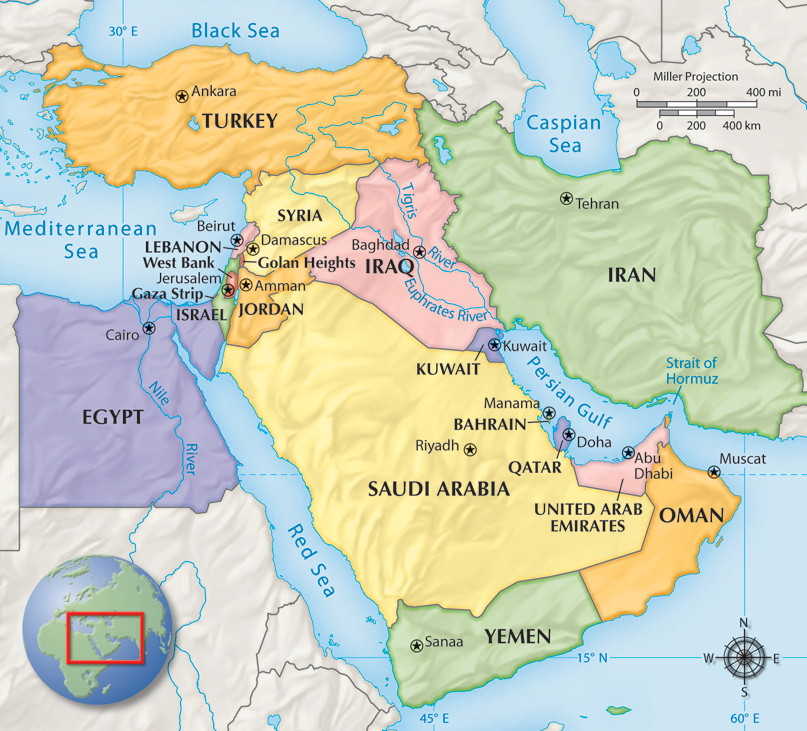 30° E
Black Sea
Miller Projection
0 200 400 mi
0 200 400 km
Ankara
TURKEY
Caspian
Sea
Tehran
Tigris
River
SYRIA
Mediterranean
Sea
Beirut
LEBANON
Damascus
West Bank
Golan Heights
Jerusalem
Gaza Strip
Amman
ISRAEL
JORDAN
Baghdad
IRAQ
Euphrates River
IRAN
Cairo
Nile
River
EGYPT
Kuwait
KUWAIT
Persian Gulf
Strait of
Hormuz
Manama
BAHRAIN
Riyadh
Doha
QATAR
Abu
Dhabi
Muscat
SAUDI ARABIA
UNITED ARAB
EMIRATES
OMAN
Red Sea
Sanaa
YEMEN
15° N
N
W E
S
45° E
60° E